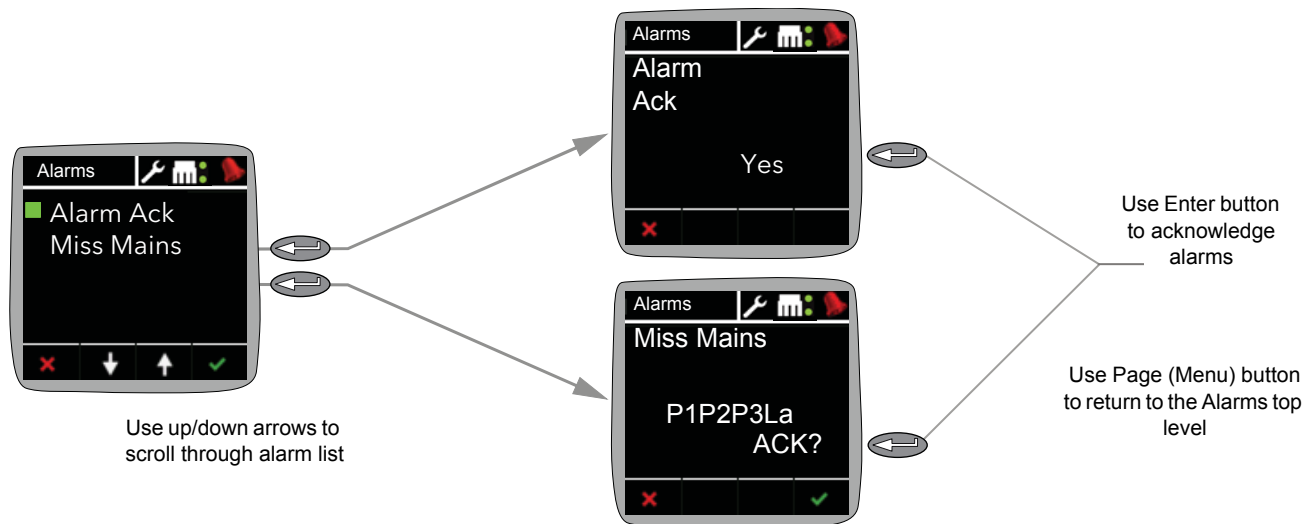 Alarms
Alarm Ack
Miss Mains
Use up/down arrows to
scroll through alarm list
Alarms
Alarm
Ack
Yes
Alarms
Miss Mains
P1P2P3La
ACK?
Use Enter button
to acknowledge
alarms
Use Page (Menu) button
to return to the Alarms top
level